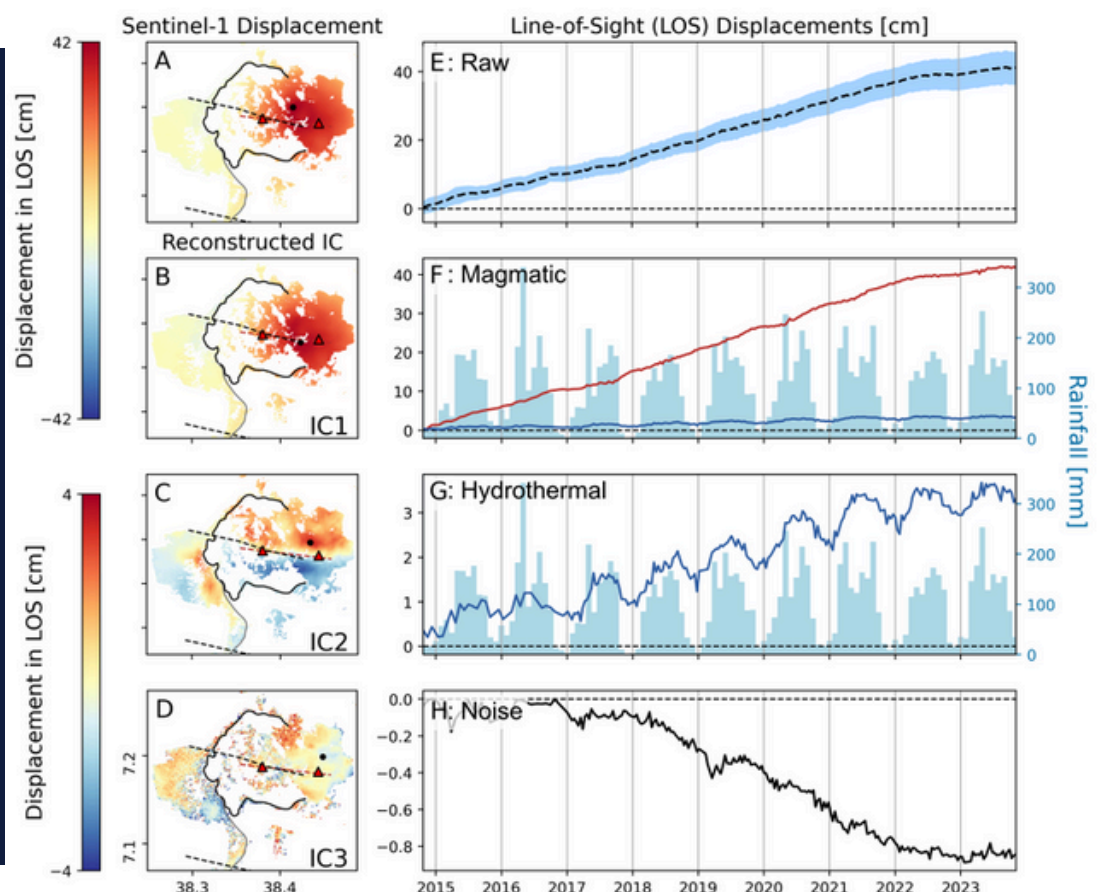 Sentinel-1 Displacement
Line-of-Sight (LOS) Displacements [cm]
42
Displacement in LOS [cm]
−42
A
E: Raw
40
20
0
Reconstructed IC
B
IC1
F: Magmatic
40
30
20
10
0
300
200
100
0
Rainfall [mm]
4
Displacement in LOS [cm]
−4
C
IC2
G: Hydrothermal
3
2
1
0
300
200
100
0
D
IC3
7.2
7.1
38.3
38.4
H: Noise
0.0
−0.2
−0.4
−0.6
−0.8
2015
2016
2017
2018
2019
2020
2021
2022
2023